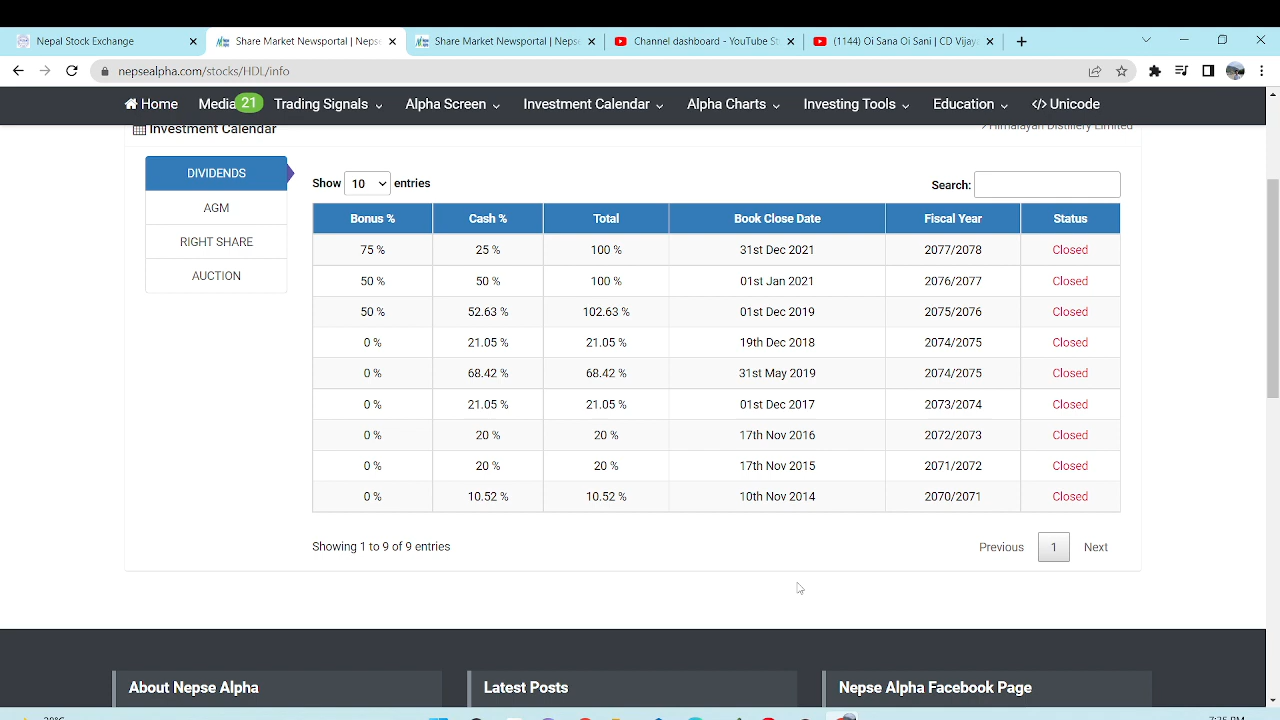 Nepal Stock Exchange
Share Market Newsportal | Nepse
Share Market Newsportal | Neps
Channel dashboard - YouTube St
(1144) Oi Sana Oi Sani | CD Vijay
nepsealpha.com/stocks/HDL/info
Home Media 21 Trading Signals Alpha Screen Investment Calendar Alpha Charts Investing Tools Education </> Unicode
Investment Calendar
Himalayan Distillery Limited
DIVIDENDS
AGM
RIGHT SHARE
AUCTION
Show 10 entries
Search:
Bonus % Cash % Total Book Close Date Fiscal Year Status
75 % 25 % 100 % 31st Dec 2021 2077/2078 Closed
50 % 50 % 100 % 01st Jan 2021 2076/2077 Closed
50 % 52.63 % 102.63 % 01st Dec 2019 2075/2076 Closed
0 % 21.05 % 21.05 % 19th Dec 2018 2074/2075 Closed
0 % 68.42 % 68.42 % 31st May 2019 2074/2075 Closed
0 % 21.05 % 21.05 % 01st Dec 2017 2073/2074 Closed
0 % 20 % 20 % 17th Nov 2016 2072/2073 Closed
0 % 20 % 20 % 17th Nov 2015 2071/2072 Closed
0 % 10.52 % 10.52 % 10th Nov 2014 2070/2071 Closed
Showing 1 to 9 of 9 entries
Previous 1 Next
About Nepse Alpha
Latest Posts
Nepse Alpha Facebook Page